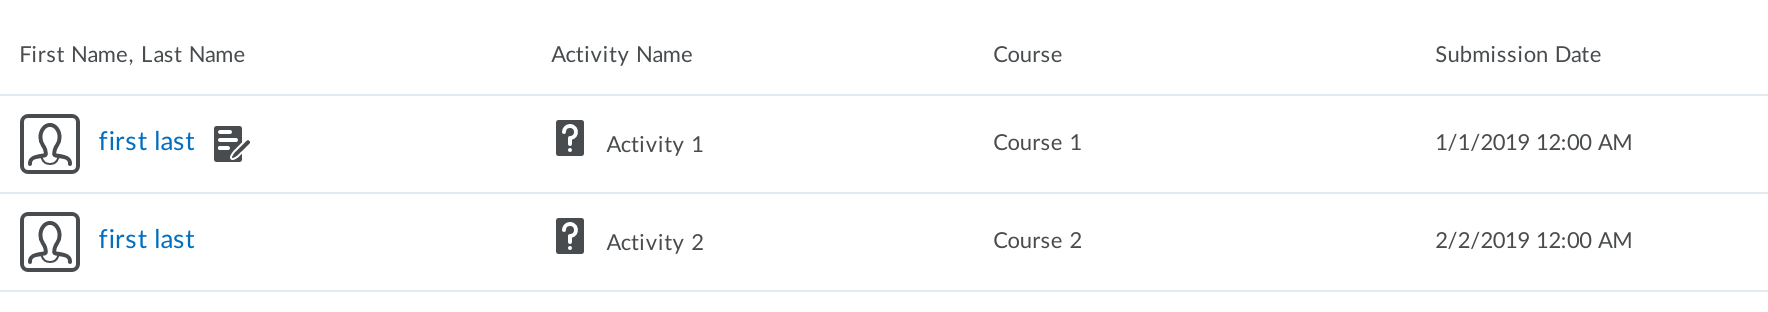 First Name, Last Name Activity Name Course Submission Date
first last Activity 1 Course 1 1/1/2019 12:00 AM
first last Activity 2 Course 2 2/2/2019 12:00 AM